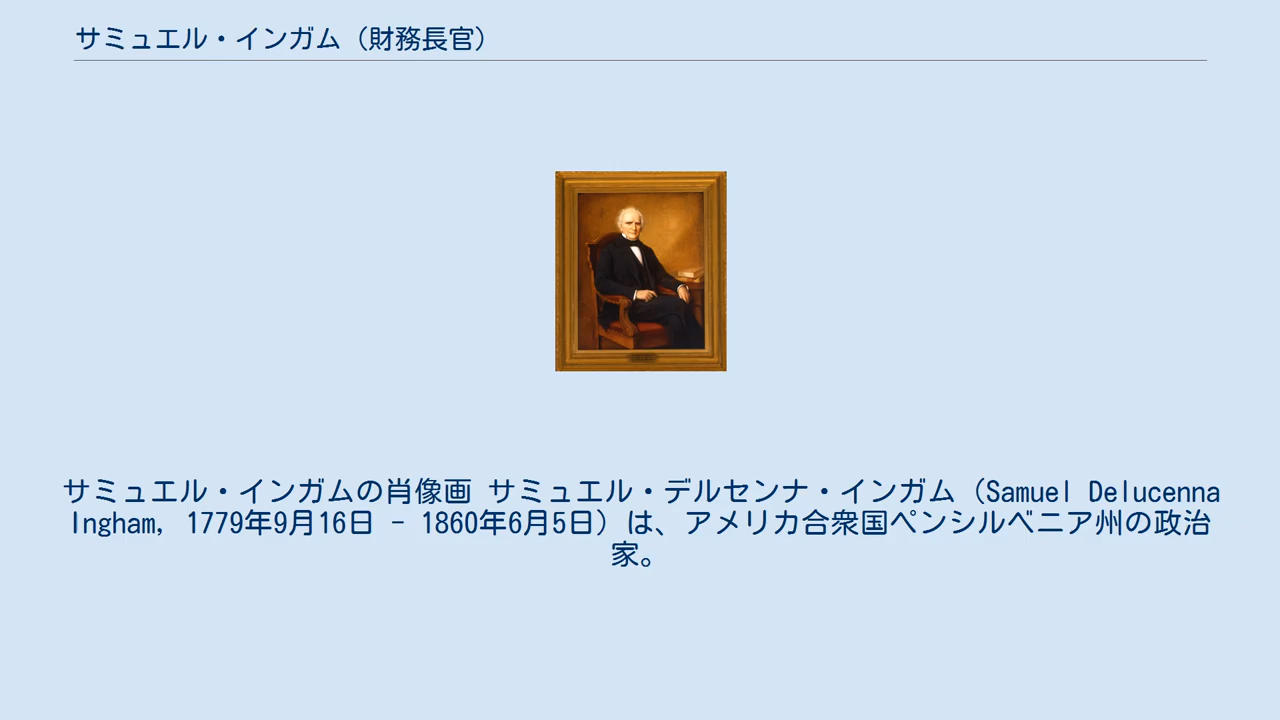 サミュエル・インガム（財務長官）
サミュエル・インガムの肖像画 サミュエル・デルセンナ・インガム（Samuel Delucenna
Ingham, 1779年9月16日 - 1860年6月5日）は、アメリカ合衆国ペンシルベニア州の政治
家。